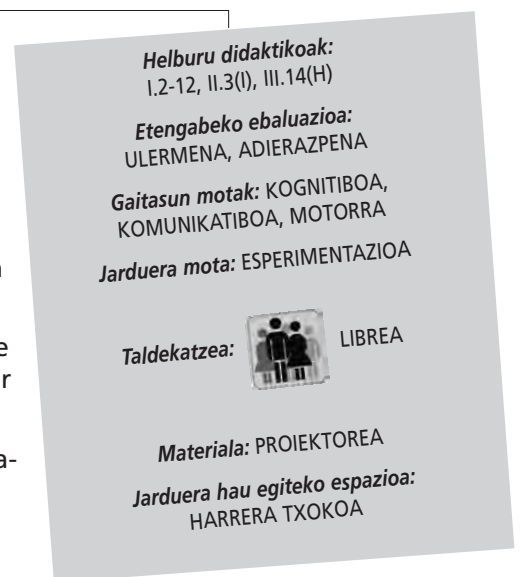 Helburu didaktikoak:
I.2-12, II.3(I), III.14(H)
Etengabeko ebaluazioa:
ULERMENA, ADIERAZPENA
Gaitasun motak: KOGNITIBOA,
KOMUNIKATIBOA, MOTORRA
Jarduera mota: ESPERIMENTAZIOA
Taldekatzea: LIBREA
Materiala: PROIEKTOREA
Jarduera hau egiteko espazioa:
HARRERA TXOKOA